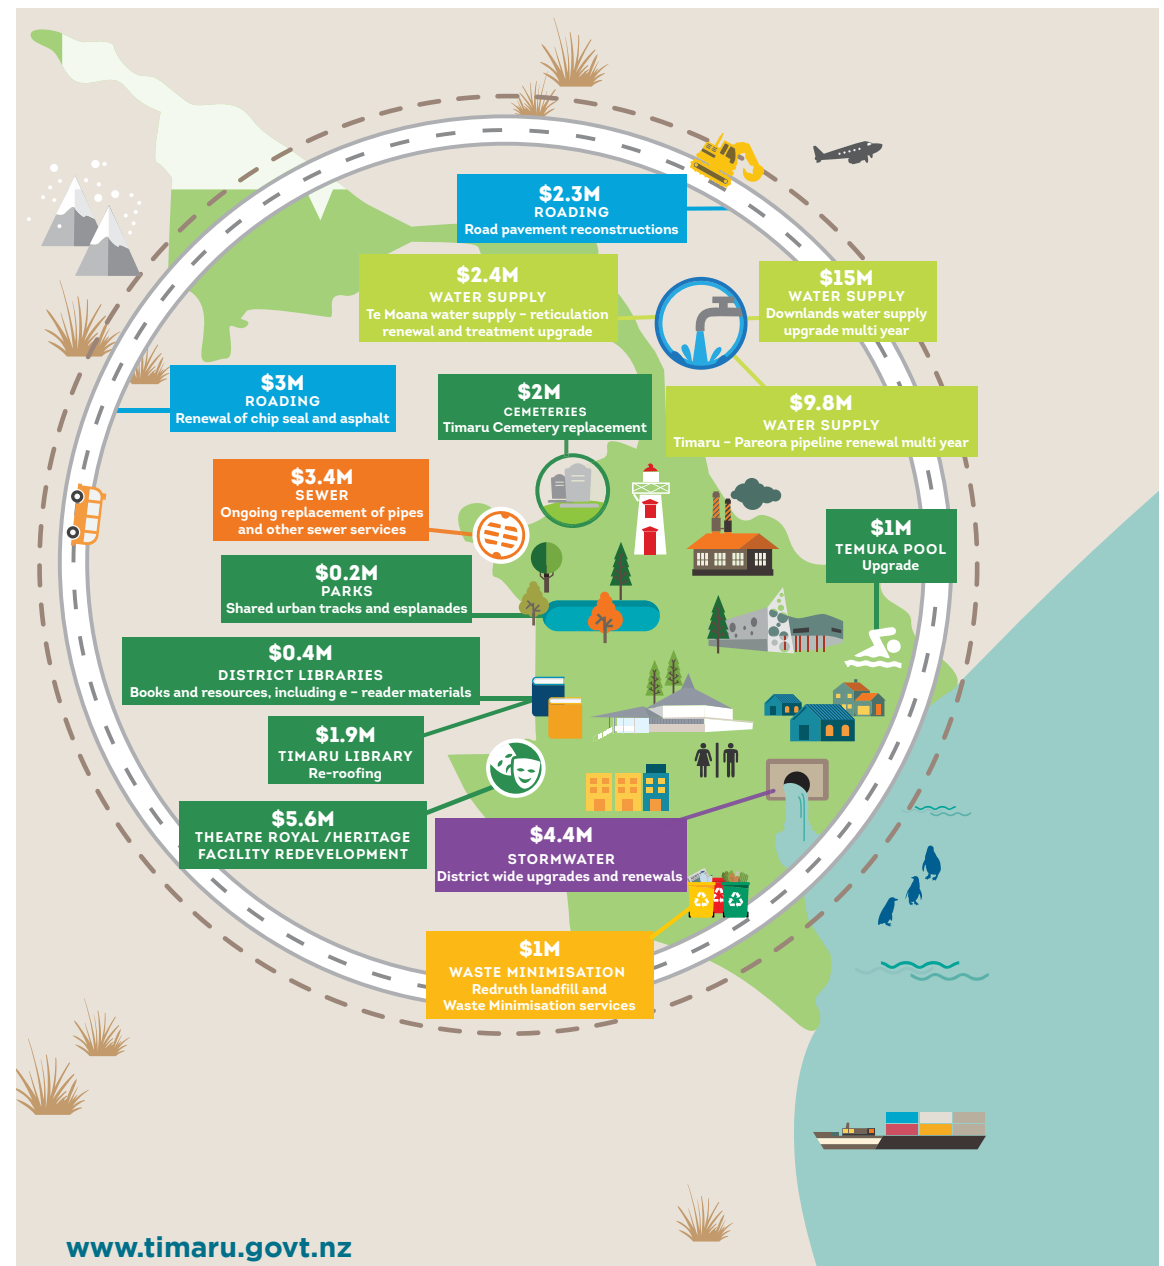 $2.3M
ROADING
Road pavement reconstructions
$2.4M
WATER SUPPLY
Te Moana water supply – reticulation
renewal and treatment upgrade
$15M
WATER SUPPLY
Downlands water supply
upgrade multi year
$3M
ROADING
Renewal of chip seal and asphalt
$2M
CEMETERIES
Timaru Cemetery replacement
$9.8M
WATER SUPPLY
Timaru – Pareora pipeline renewal multi year
$3.4M
SEWER
Ongoing replacement of pipes
and other sewer services
$1M
TEMUKA POOL
Upgrade
$0.2M
PARKS
Shared urban tracks and esplanades
$0.4M
DISTRICT LIBRARIES
Books and resources, including e – reader materials
$1.9M
TIMARU LIBRARY
Re-roofing
$5.6M
THEATRE ROYAL /HERITAGE
FACILITY REDEVELOPMENT
$4.4M
STORMWATER
District wide upgrades and renewals
$1M
WASTE MINIMISATION
Redruth landfill and
Waste Minimisation services
www.timaru.govt.nz